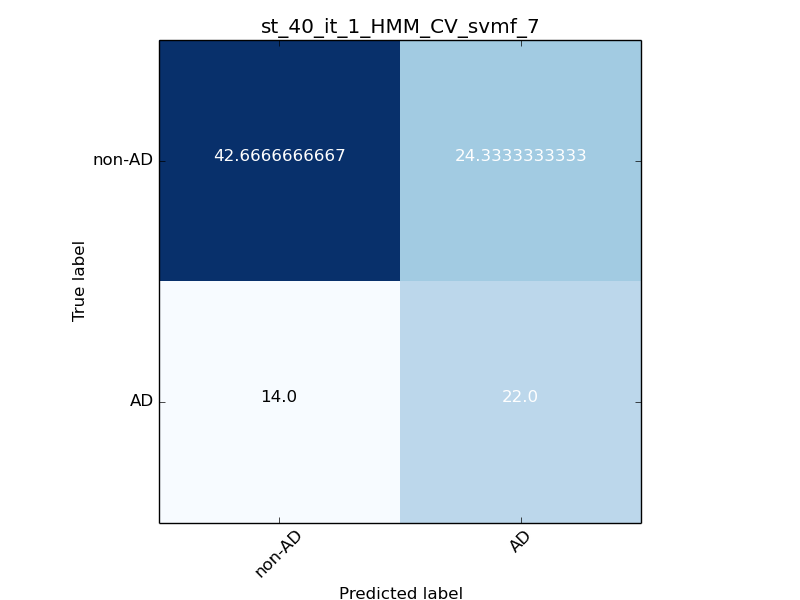 st_40_it_1_HMM_CV_svmf_7
non-AD
42.6666666667
24.3333333333
True label
AD
14.0
22.0
non-AD
AD
Predicted label